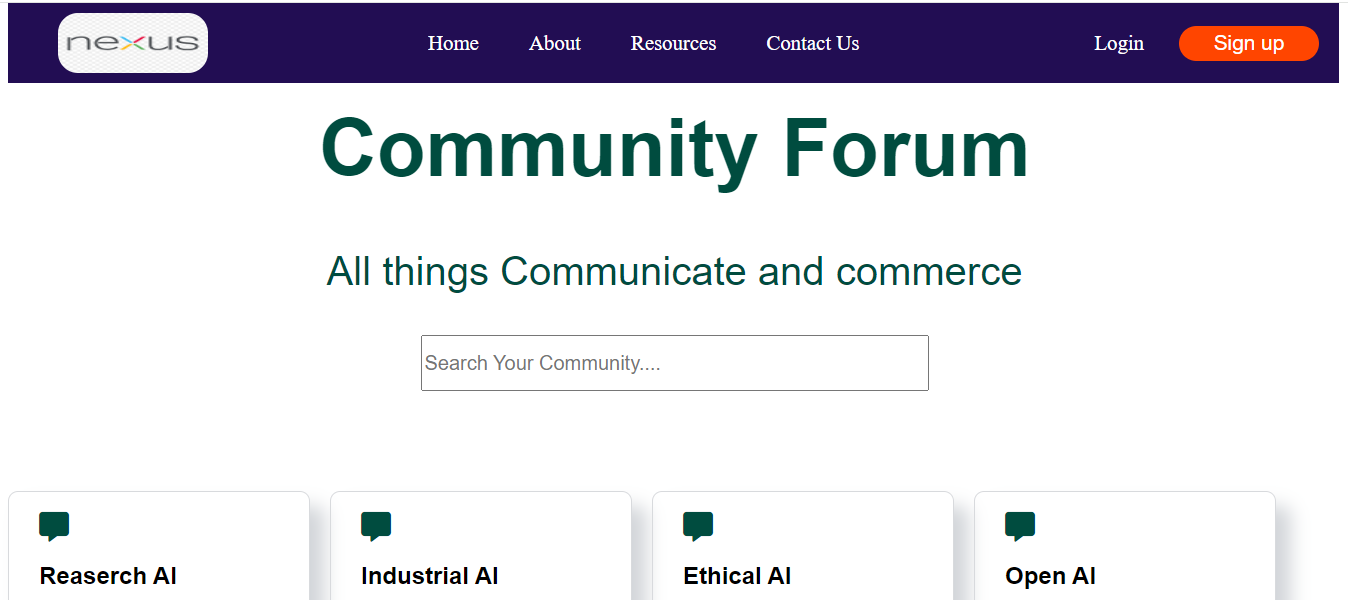 nexus Home About Resources Contact Us Login Sign up
Community Forum
All things Communicate and commerce
Search Your Community....
Reaserch AI Industrial AI Ethical AI Open AI